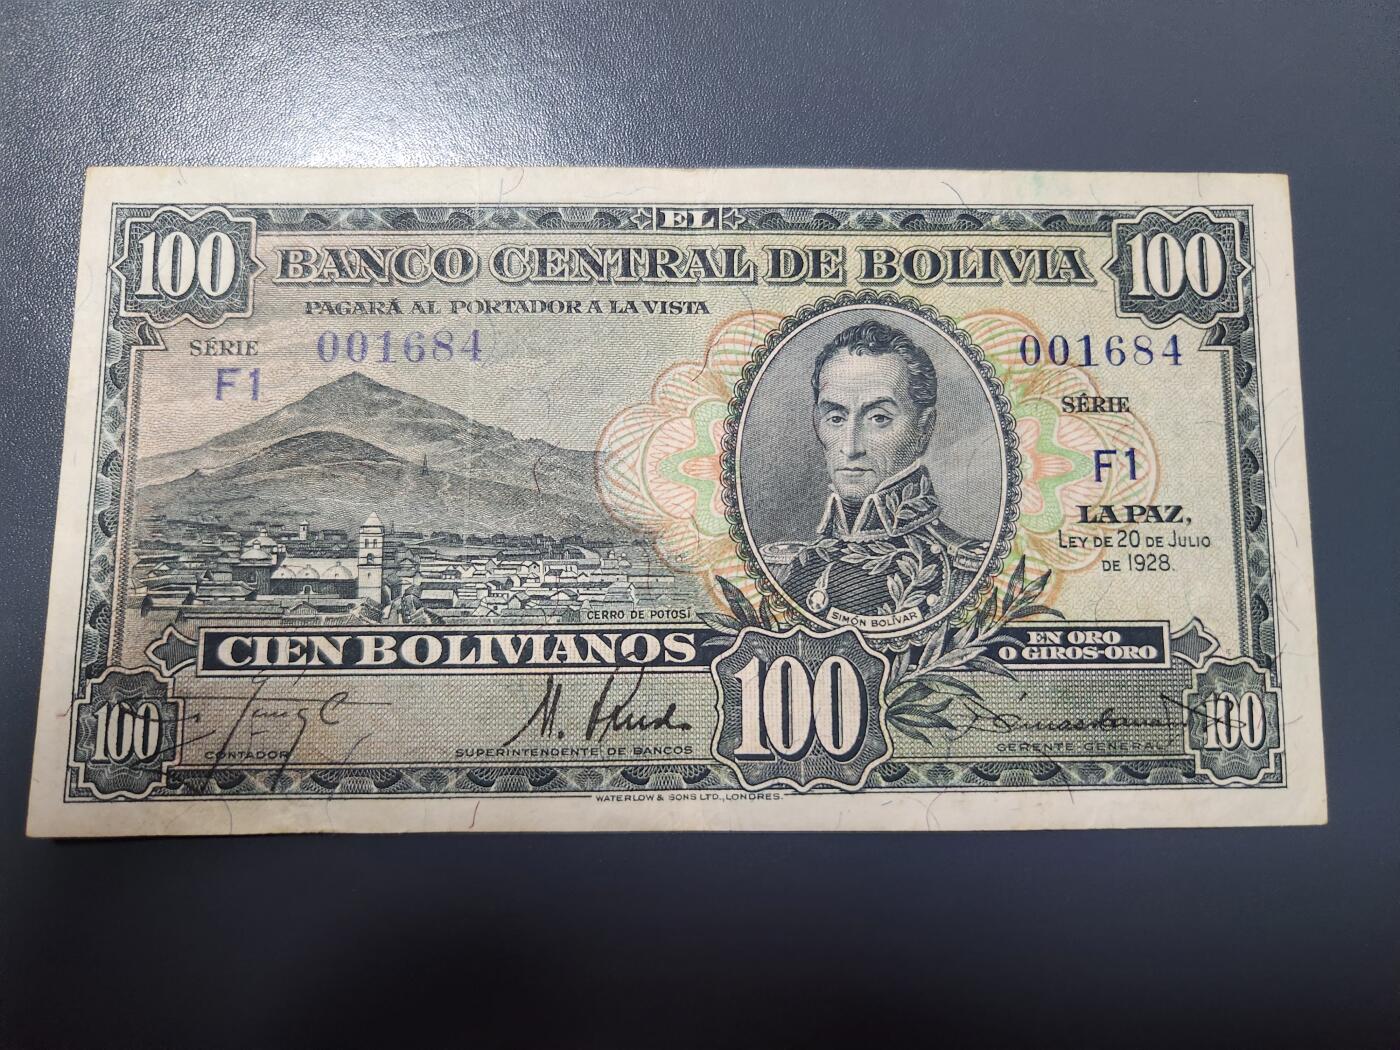 EL
100 BANCO CENTRAL DE BOLIVIA 100
PAGARÁ AL PORTADOR A LA VISTA
SÉRIE 001684
F1
001684
SÉRIE
F1
LA PAZ,
LEY DE 20 DE JULIO
DE 1928.
CERRO DE POTOSÍ
SIMÓN BOLÍVAR
CIEN BOLIVIANOS
EN ORO
O GIROS-ORO
100 100 100
CONTADOR
SUPERINTENDENTE DE BANCOS
GERENTE GENERAL
WATERLOW & SONS LTD., LONDRES.